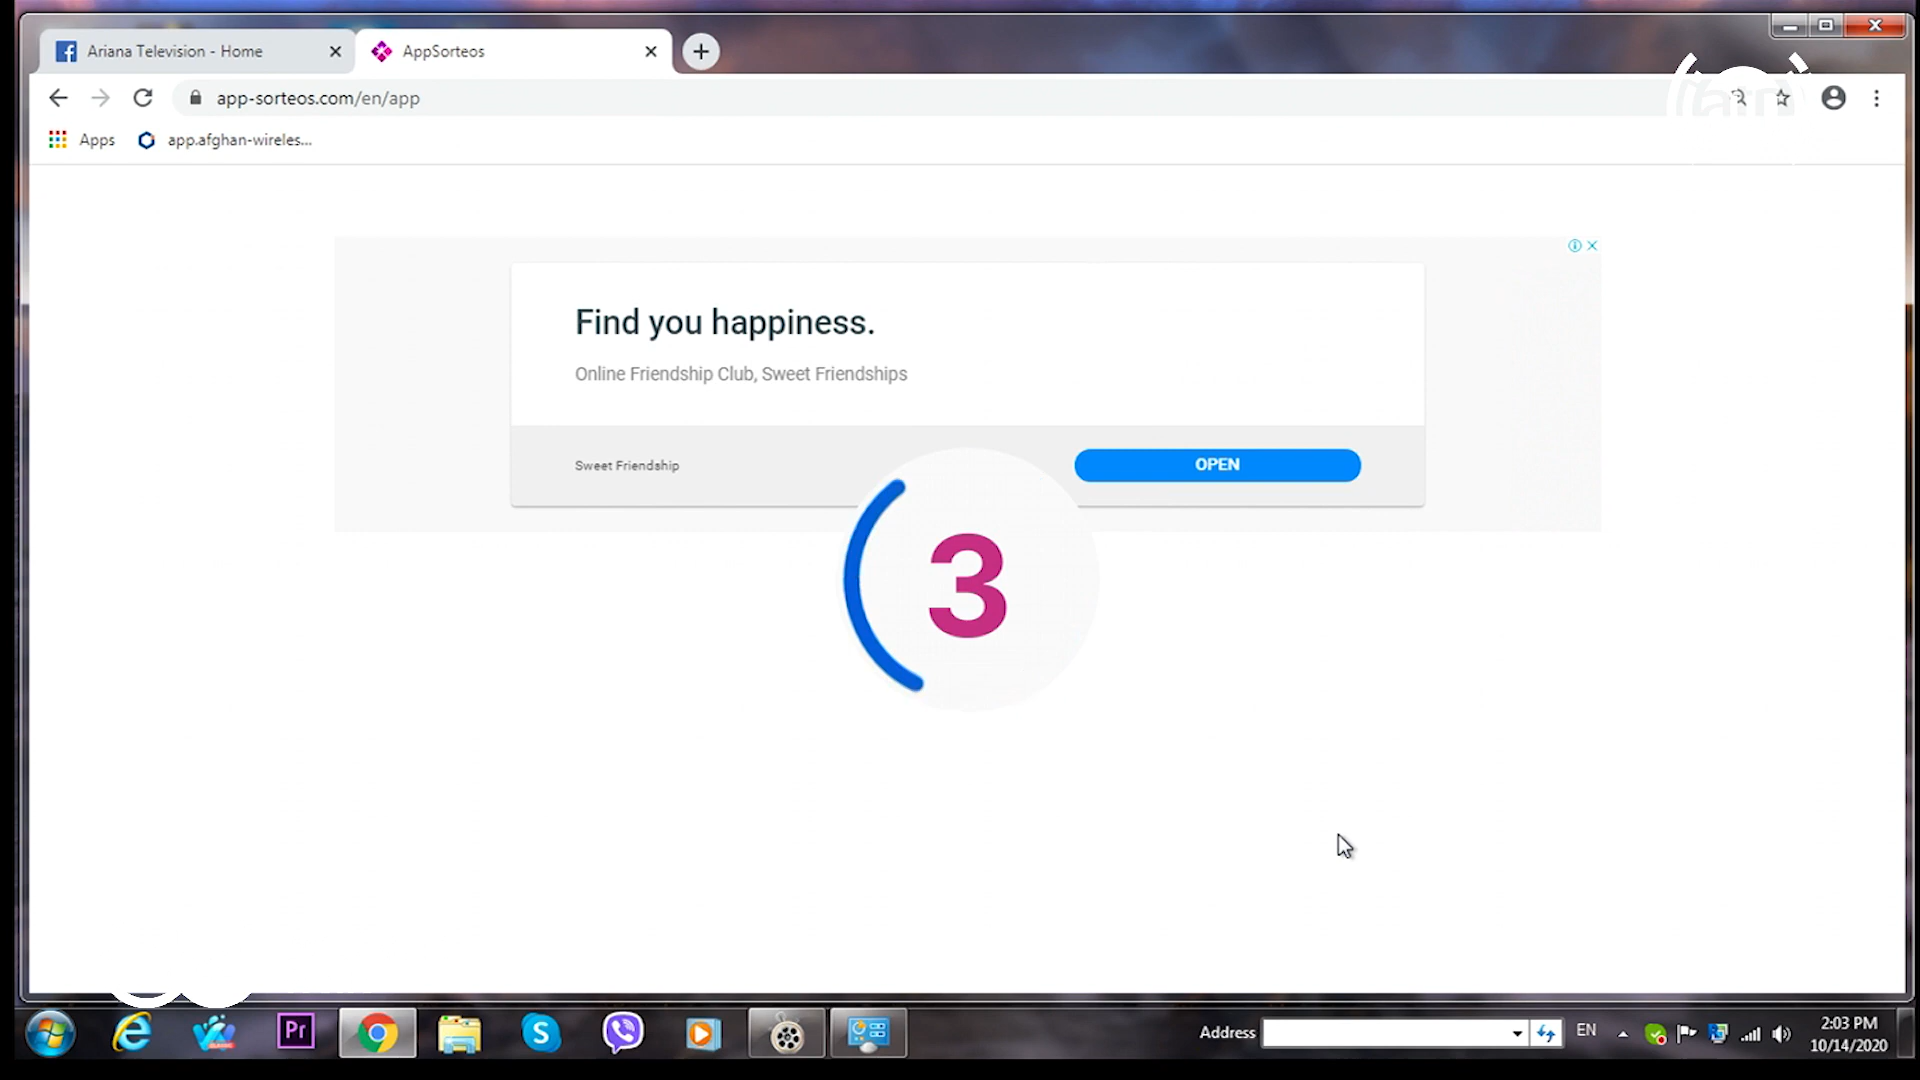 Ariana Television - Home
AppSorteos
app-sorteos.com/en/app
Apps
app.afghan-wireles...
Find you happiness.
Online Friendship Club, Sweet Friendships
Sweet Friendship
OPEN
3
Pr
Address
EN
2:03 PM
10/14/2020